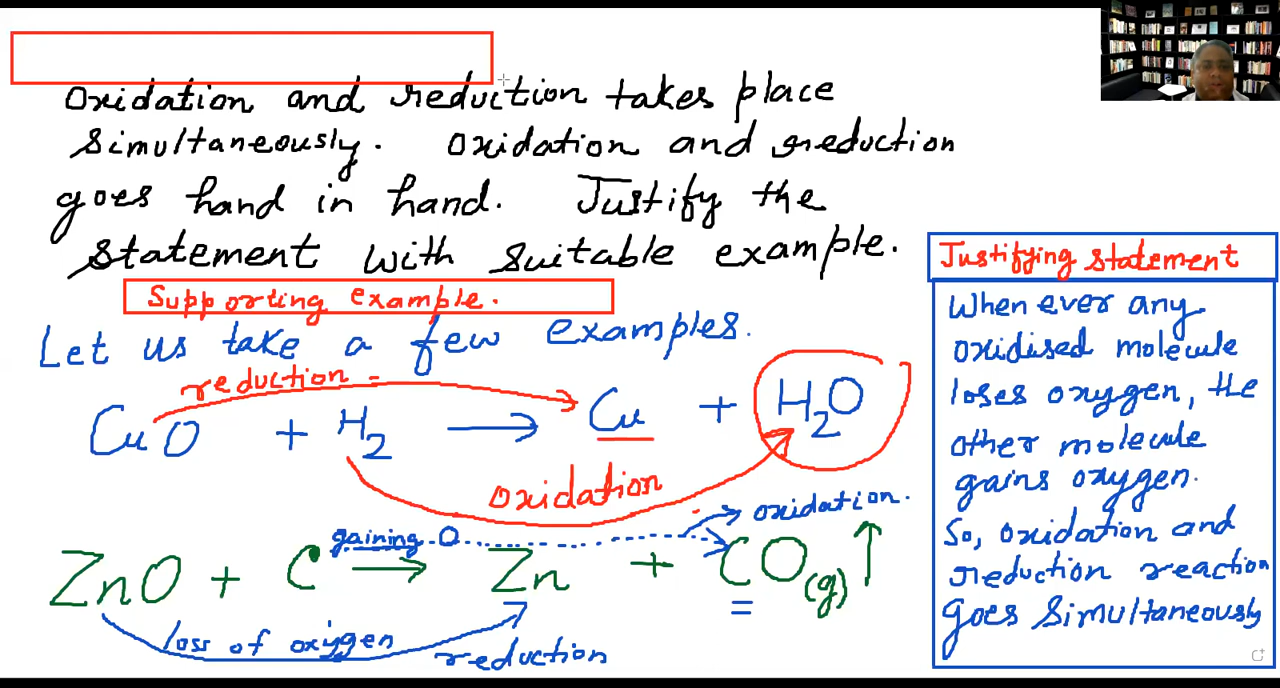 Oxidation and reduction takes place
simultaneously. Oxidation and reduction
goes hand in hand. Justify the
statement with suitable example.
Supporting example.
Let us take a few examples.
reduction
CuO + H2 → Cu + H2O
oxidation
oxidation.
gaining O
ZnO + C → Zn + CO(g) ↑
loss of oxygen
reduction
Justifying statement
When ever any
oxidised molecule
loses oxygen, the
other molecule
gains oxygen.
So, oxidation and
reduction reaction
goes simultaneously